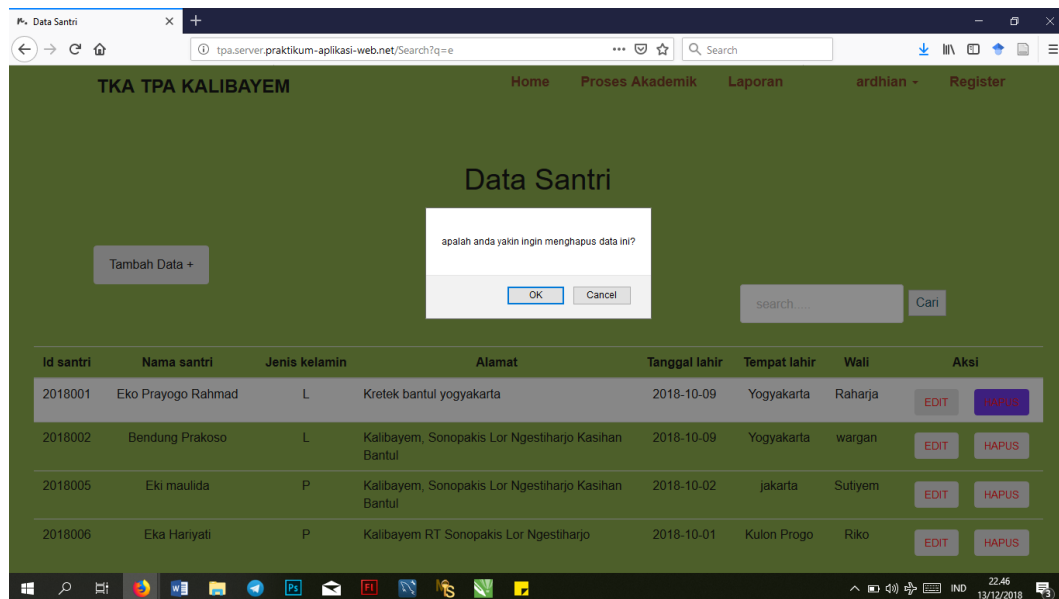 Data Santri
tpa.server.praktikum-aplikasi-web.net/Search?q=e
Search
TKA TPA KALIBAYEM
Home Proses Akademik Laporan ardhian Register
Data Santri
apalah anda yakin ingin menghapus data ini?
OK Cancel
Tambah Data +
search.....
Cari
Id santri Nama santri Jenis kelamin Alamat Tanggal lahir Tempat lahir Wali Aksi
2018001 Eko Prayogo Rahmad L Kretek bantul yogyakarta 2018-10-09 Yogyakarta Raharja EDIT HAPUS
2018002 Bendung Prakoso L Kalibayem, Sonopakis Lor Ngestiharjo Kasihan Bantul 2018-10-09 Yogyakarta wargan EDIT HAPUS
2018005 Eki maulida P Kalibayem, Sonopakis Lor Ngestiharjo Kasihan Bantul 2018-10-02 jakarta Sutiyem EDIT HAPUS
2018006 Eka Hariyati P Kalibayem RT Sonopakis Lor Ngestiharjo 2018-10-01 Kulon Progo Riko EDIT HAPUS
IND
22.46
13/12/2018